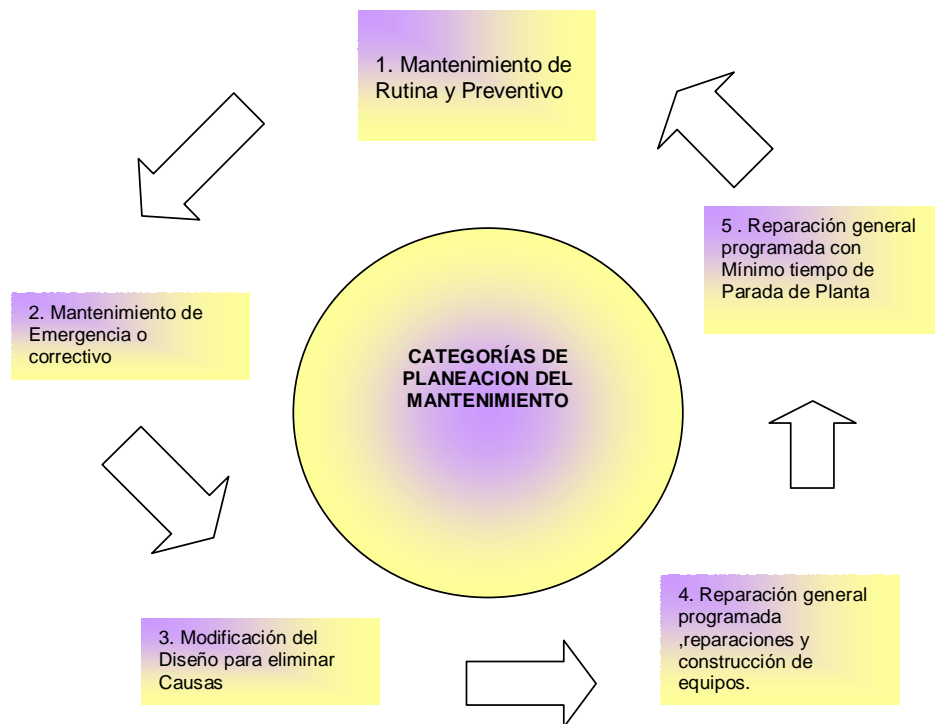 1. Mantenimiento de
Rutina y Preventivo
2. Mantenimiento de
Emergencia o
correctivo
3. Modificación del
Diseño para eliminar
Causas
4. Reparación general
programada
,reparaciones y
construcción de
equipos.
5 . Reparación general
programada con
Mínimo tiempo de
Parada de Planta
CATEGORÍAS DE
PLANEACION DEL
MANTENIMIENTO